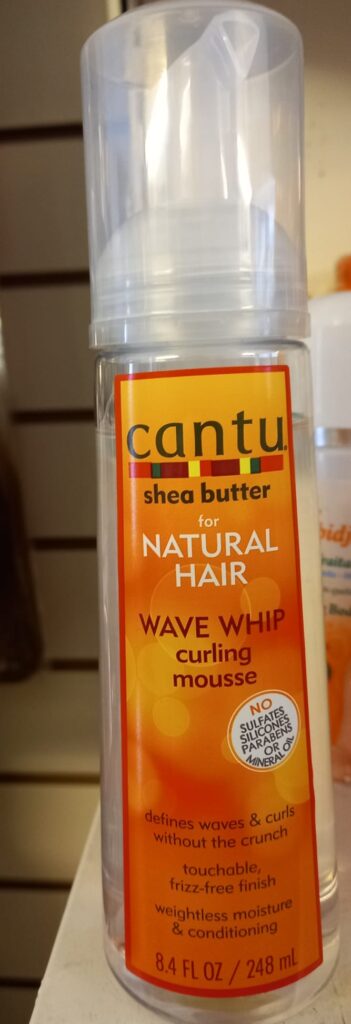 cantu
shea butter
for
NATURAL
HAIR
WAVE WHIP
curling
mousse
NO
SULFATES
SILICONES
PARABENS
OR
MINERAL OIL
defines waves & curls
without the crunch
touchable,
frizz-free finish
weightless moisture
& conditioning
8.4 FL OZ / 248 mL